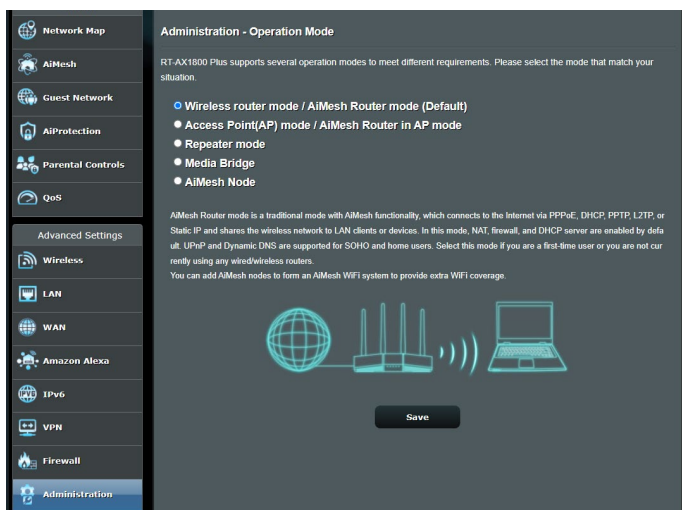 Network Map
AiMesh
Guest Network
AiProtection
Parental Controls
QoS
Advanced Settings
Wireless
LAN
WAN
Amazon Alexa
IPv6
IPv6
VPN
Firewall
Administration
Administration - Operation Mode
RT-AX1800 Plus supports several operation modes to meet different requirements. Please select the mode that match your
situation.
Wireless router mode / AiMesh Router mode (Default)
Access Point(AP) mode / AiMesh Router in AP mode
Repeater mode
Media Bridge
AiMesh Node
AiMesh Router mode is a traditional mode with AiMesh functionality, which connects to the Internet via PPPoE, DHCP, PPTP, L2TP, or
Static IP and shares the wireless network to LAN clients or devices. In this mode, NAT, firewall, and DHCP server are enabled by defa
ult. UPnP and Dynamic DNS are supported for SOHO and home users. Select this mode if you are a first-time user or you are not cur
rently using any wired/wireless routers.
You can add AiMesh nodes to form an AiMesh WiFi system to provide extra WiFi coverage.
Save